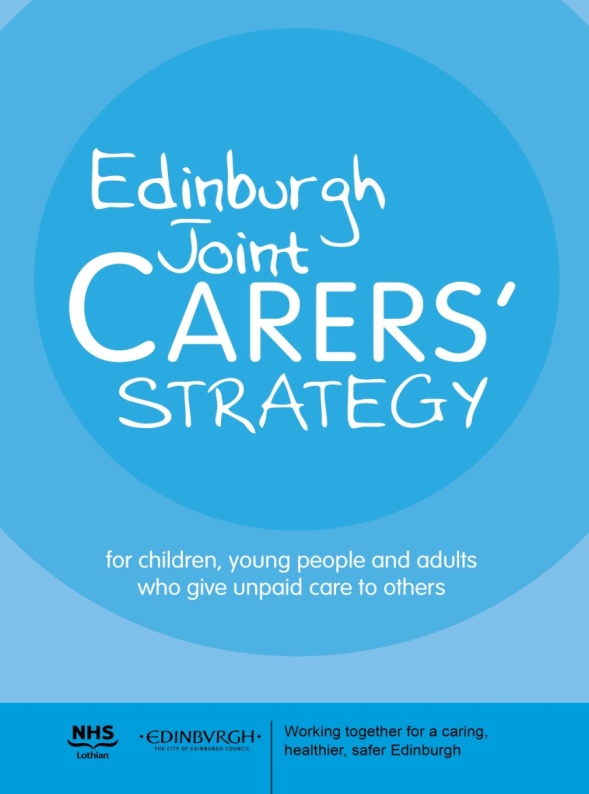 Edinburgh
Joint
CARERS’
STRATEGY
for children, young people and adults
who give unpaid care to others
NHS
Lothian
·EDINBVRGH·
THE CITY OF EDINBURGH COUNCIL
Working together for a caring,
healthier, safer Edinburgh